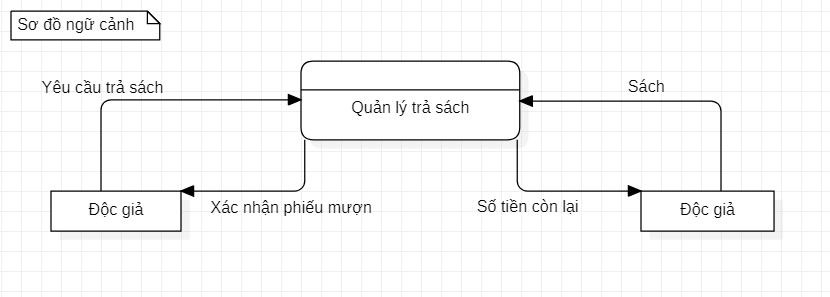 Sơ đồ ngữ cảnh
Yêu cầu trả sách
Sách
Quản lý trả sách
Độc giả
Xác nhận phiếu mượn
Số tiền còn lại
Độc giả